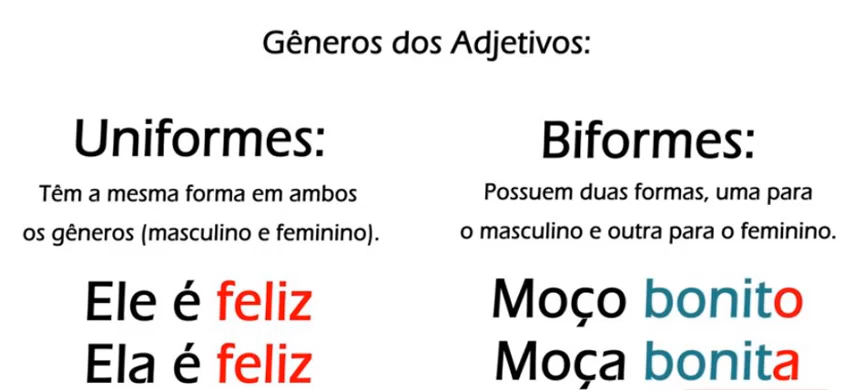 Gêneros dos Adjetivos:
Uniformes:
Têm a mesma forma em ambos
os gêneros (masculino e feminino).
Ele é feliz
Ela é feliz
Biformes:
Possuem duas formas, uma para
o masculino e outra para o feminino.
Moço bonito
Moça bonita